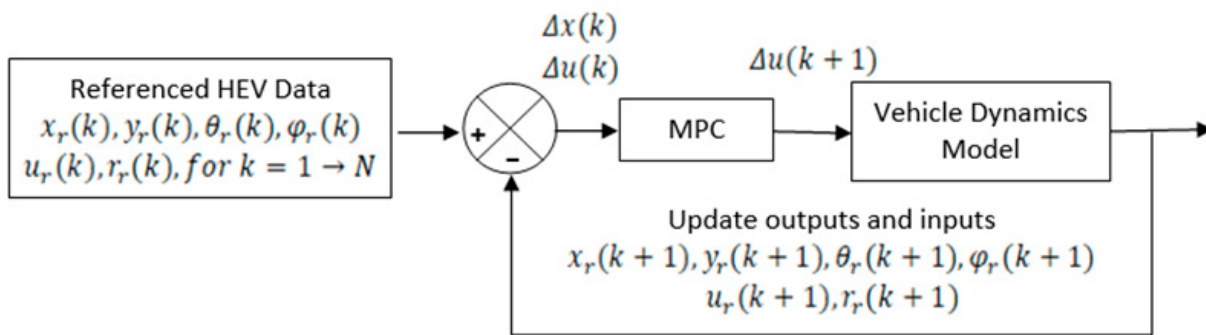 Referenced HEV Data
x_r(k), y_r(k), θ_r(k), φ_r(k)
u_r(k), r_r(k), for k = 1 → N
+
-
Δx(k)
Δu(k)
MPC
Δu(k + 1)
Vehicle Dynamics
Model
Update outputs and inputs
x_r(k + 1), y_r(k + 1), θ_r(k + 1), φ_r(k + 1)
u_r(k + 1), r_r(k + 1)